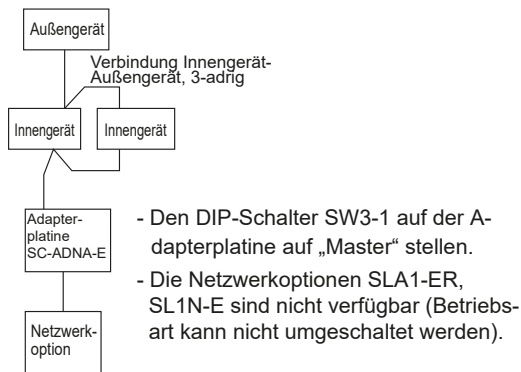 Außengerät
Verbindung Innengerät-
Außengerät, 3-adrig
Innengerät
Innengerät
Adapter-
platine
SC-ADNA-E
- Den DIP-Schalter SW3-1 auf der A-
dapterplatine auf „Master“ stellen.
- Die Netzwerkoptionen SLA1-ER,
SL1N-E sind nicht verfügbar (Betriebs-
art kann nicht umgeschaltet werden).
Netzwerk-
option